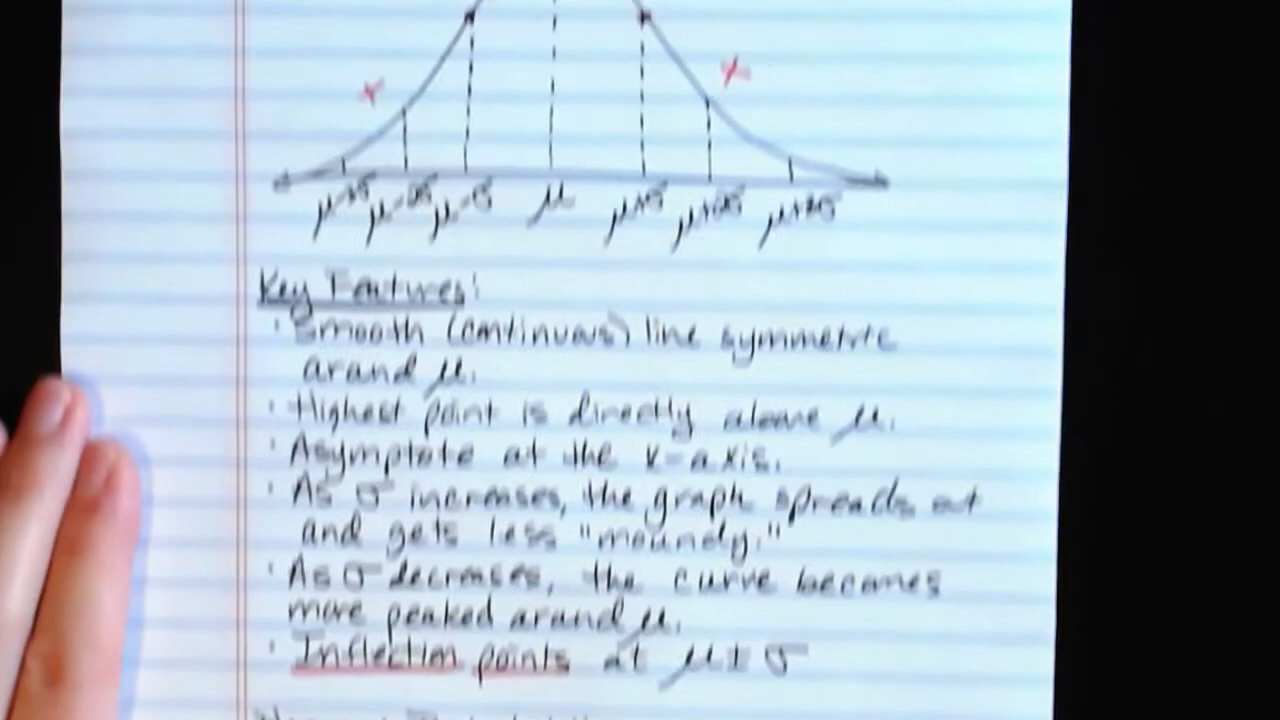 μ-3σ μ-2σ μ-σ μ μ+σ μ+2σ μ+3σ
Key Features:
· Smooth (continuous) line symmetric
around μ.
· Highest point is directly above μ.
· Asymptote at the x-axis.
· As σ increases, the graph spreads out
and gets less "moundy."
· As σ decreases, the curve becomes
more peaked around μ.
· Inflection points at μ ± σ